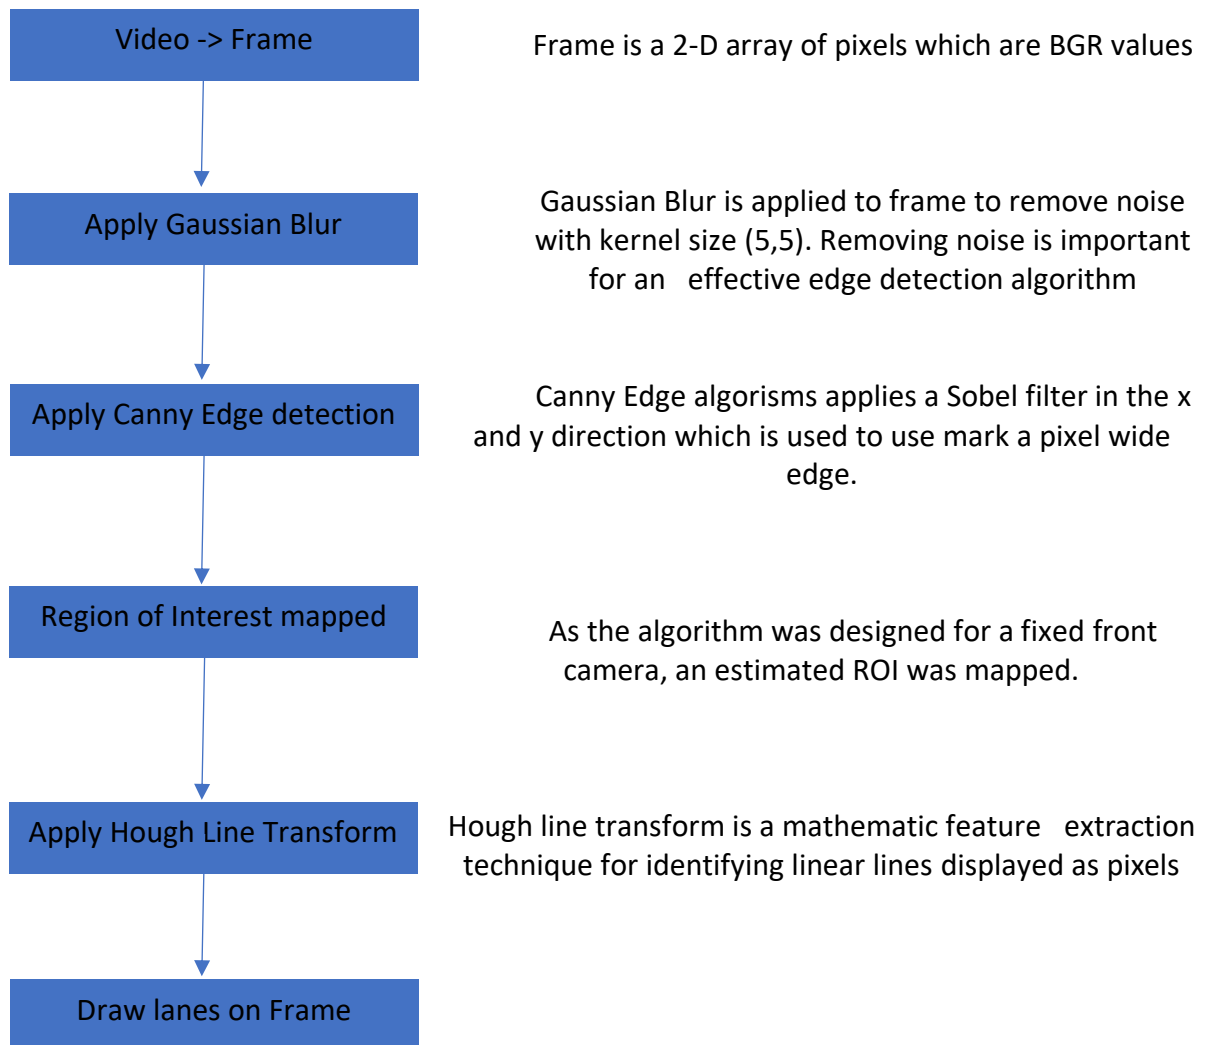 Video -> Frame
Frame is a 2-D array of pixels which are BGR values
Apply Gaussian Blur
Gaussian Blur is applied to frame to remove noise
with kernel size (5,5). Removing noise is important
for an   effective edge detection algorithm
Apply Canny Edge detection
Canny Edge algorisms applies a Sobel filter in the x
and y direction which is used to use mark a pixel wide
edge.
Region of Interest mapped
As the algorithm was designed for a fixed front
camera, an estimated ROI was mapped.
Apply Hough Line Transform
Hough line transform is a mathematic feature   extraction
technique for identifying linear lines displayed as pixels
Draw lanes on Frame